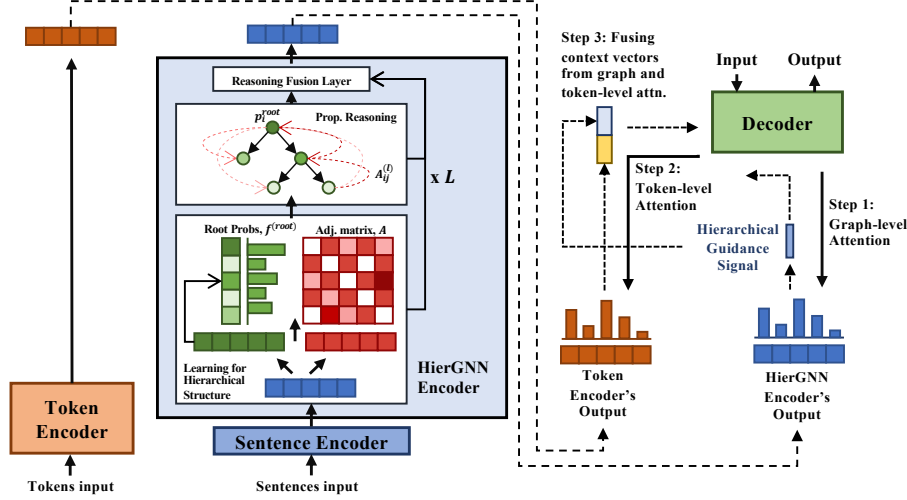 Step 3: Fusing
context vectors
from graph and
token-level attn.
Input
Output
Decoder
Reasoning Fusion Layer
p_i^{root}
Prop. Reasoning
A_{ij}^{(l)}
x L
Step 2:
Token-level
Attention
Step 1:
Graph-level
Attention
Hierarchical
Guidance
Signal
Root Probs, f^{(root)}
Adj. matrix, A
Learning for
Hierarchical
Structure
HierGNN
Encoder
Token
Encoder's
Output
HierGNN
Encoder's
Output
Token
Encoder
Sentence Encoder
Tokens input
Sentences input